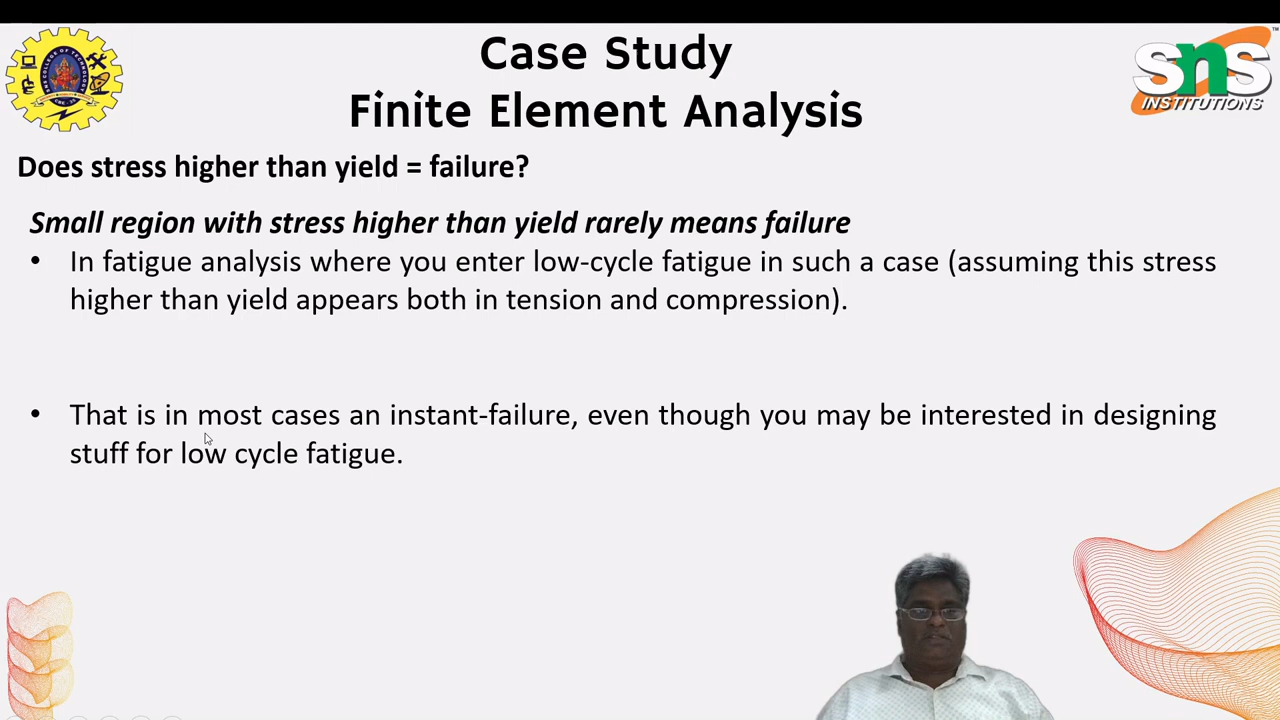 Case Study
Finite Element Analysis
sns
INSTITUTIONS
TM
Does stress higher than yield = failure?
Small region with stress higher than yield rarely means failure
• In fatigue analysis where you enter low-cycle fatigue in such a case (assuming this stress
higher than yield appears both in tension and compression).
• That is in most cases an instant-failure, even though you may be interested in designing
stuff for low cycle fatigue.